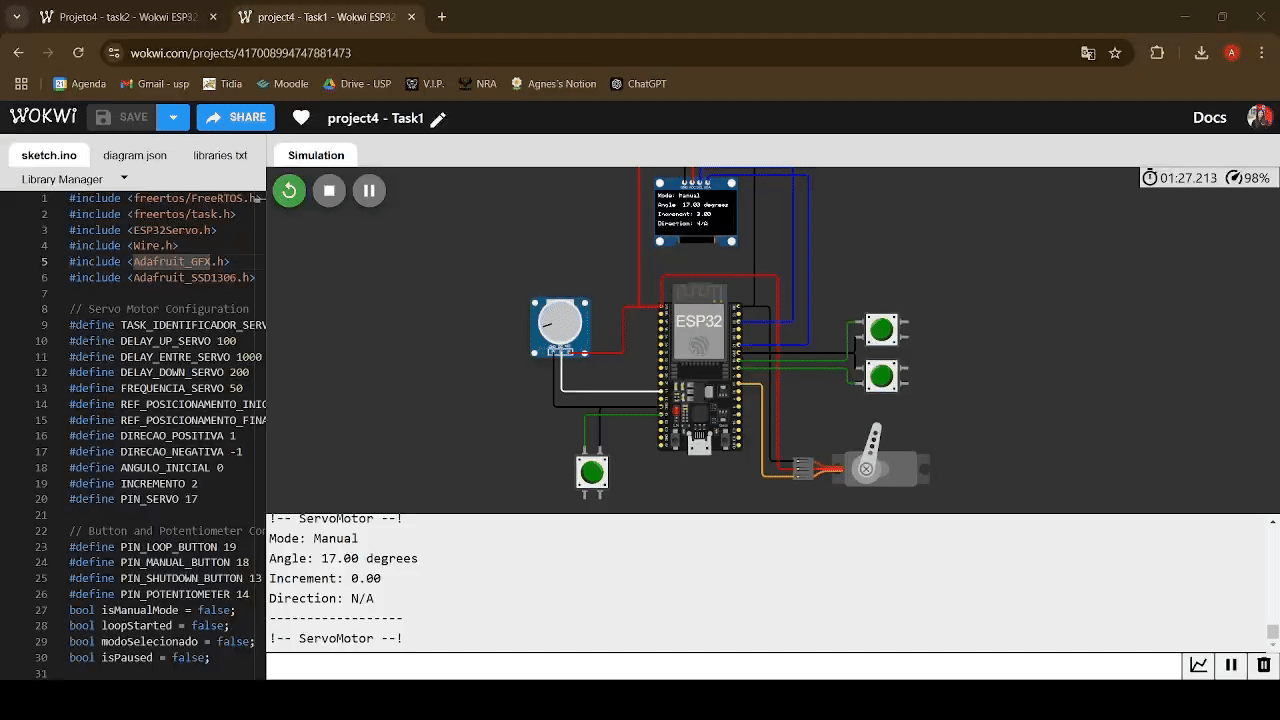 Projeto4 - task2 - Wokwi ESP32
project4 - Task1 - Wokwi ESP32
wokwi.com/projects/417008994747881473
Agenda
Gmail - usp
Tidia
Moodle
Drive - USP
V.I.P.
NRA
Agnes's Notion
ChatGPT
WOKWI
SAVE
SHARE
project4 - Task1
Docs
sketch.ino
diagram.json
libraries.txt
Library Manager
Simulation
01:27.213
98%
1 #include <freertos/FreeRTOS.h>
2 #include <freertos/task.h>
3 #include <ESP32Servo.h>
4 #include <Wire.h>
5 #include <Adafruit_GFX.h>
6 #include <Adafruit_SSD1306.h>
7
8 // Servo Motor Configuration
9 #define TASK_IDENTIFICADOR_SERV
10 #define DELAY_UP_SERVO 100
11 #define DELAY_ENTRE_SERVO 1000
12 #define DELAY_DOWN_SERVO 200
13 #define FREQUENCIA_SERVO 50
14 #define REF_POSICIONAMENTO_INIC
15 #define REF_POSICIONAMENTO_FINA
16 #define DIRECAO_POSITIVA 1
17 #define DIRECAO_NEGATIVA -1
18 #define ANGULO_INICIAL 0
19 #define INCREMENTO 2
20 #define PIN_SERVO 17
21
22 // Button and Potentiometer Con
23 #define PIN_LOOP_BUTTON 19
24 #define PIN_MANUAL_BUTTON 18
25 #define PIN_SHUTDOWN_BUTTON 13
26 #define PIN_POTENTIOMETER 14
27 bool isManualMode = false;
28 bool loopStarted = false;
29 bool modoSelecionado = false;
30 bool isPaused = false;
31
Mode: Manual
Angle 17.00 degrees
Increment: 3.00
Direction: N/A
ESP32
!-- ServoMotor --!
Mode: Manual
Angle: 17.00 degrees
Increment: 0.00
Direction: N/A
------------------
!-- ServoMotor --!